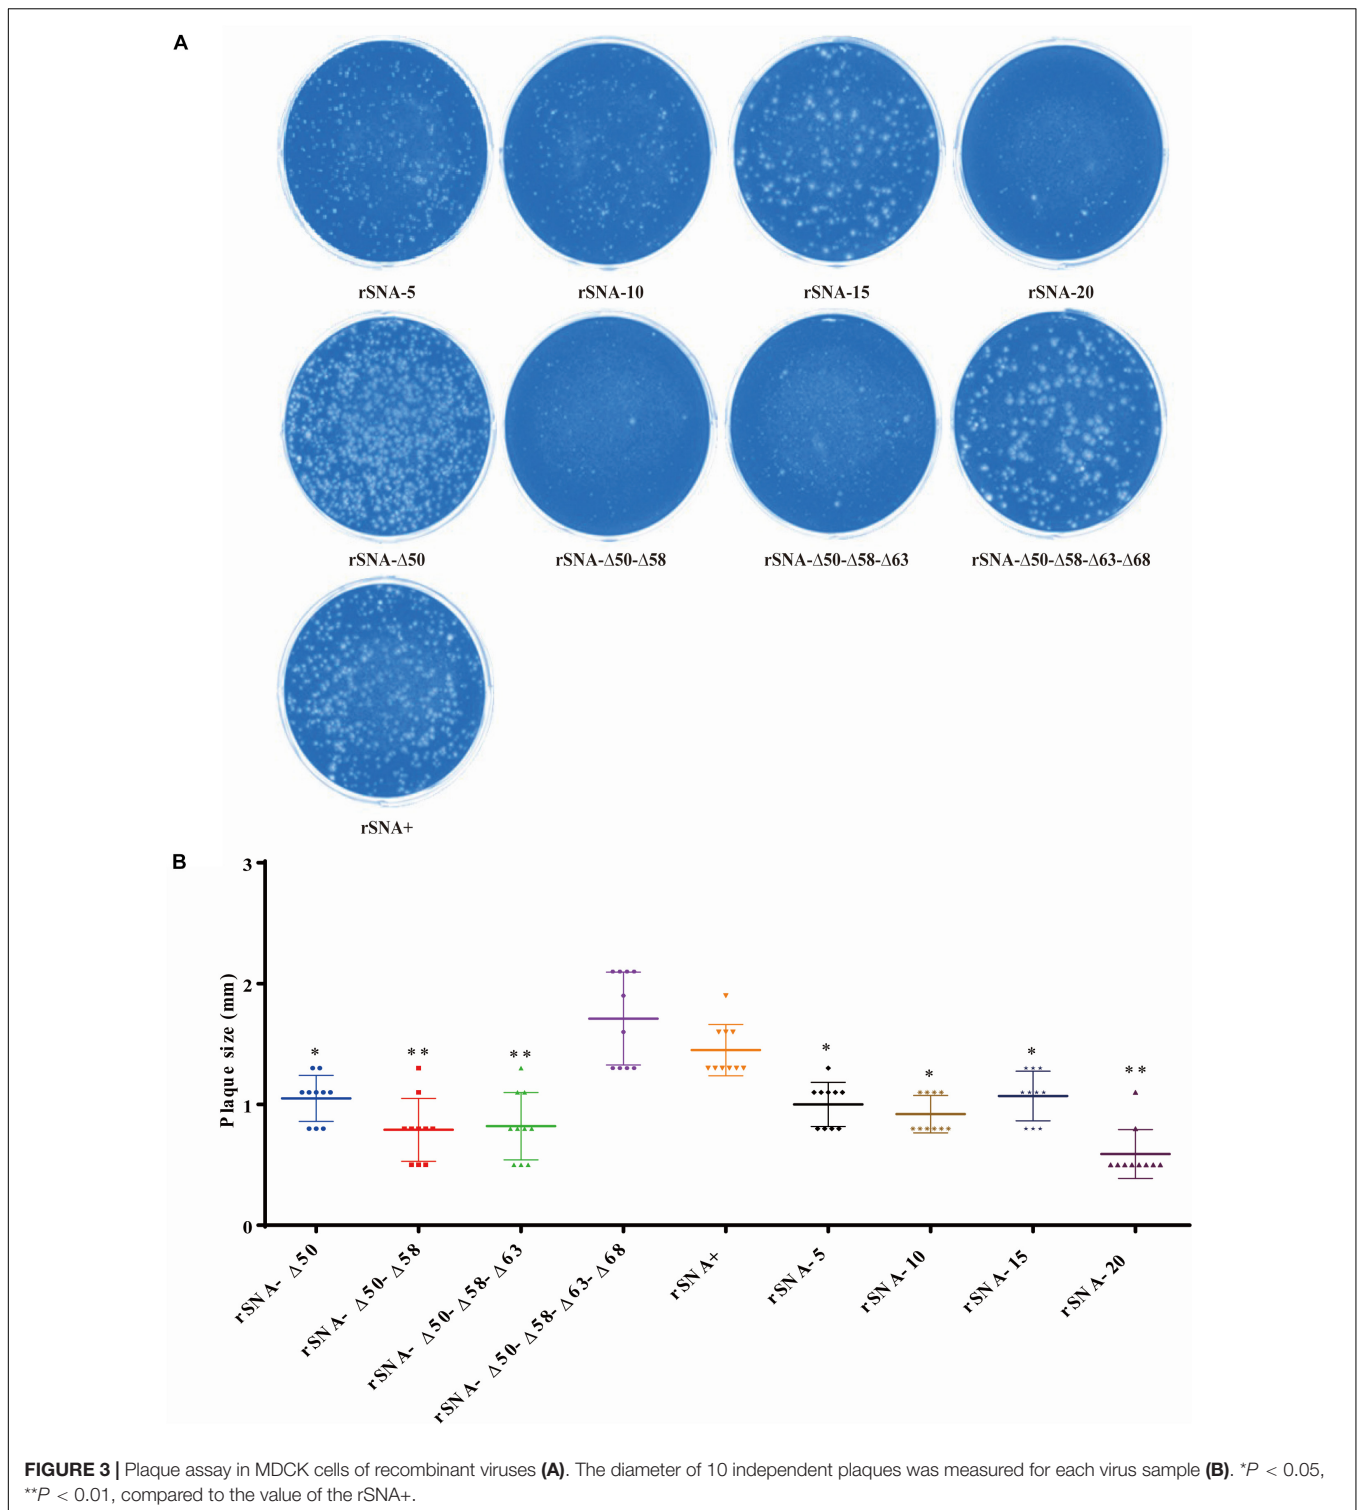 A
rSNA-5 rSNA-10 rSNA-15 rSNA-20
rSNA-Δ50 rSNA-Δ50-Δ58 rSNA-Δ50-Δ58-Δ63 rSNA-Δ50-Δ58-Δ63-Δ68
rSNA+
B
3
2
1
0
Plaque size (mm)
* ** ** * * * **
rSNA- Δ50
rSNA- Δ50- Δ58
rSNA- Δ50- Δ58- Δ63
rSNA- Δ50- Δ58- Δ63- Δ68
rSNA+
rSNA-5
rSNA-10
rSNA-15
rSNA-20
FIGURE 3 | Plaque assay in MDCK cells of recombinant viruses (A). The diameter of 10 independent plaques was measured for each virus sample (B). *P < 0.05,
**P < 0.01, compared to the value of the rSNA+.